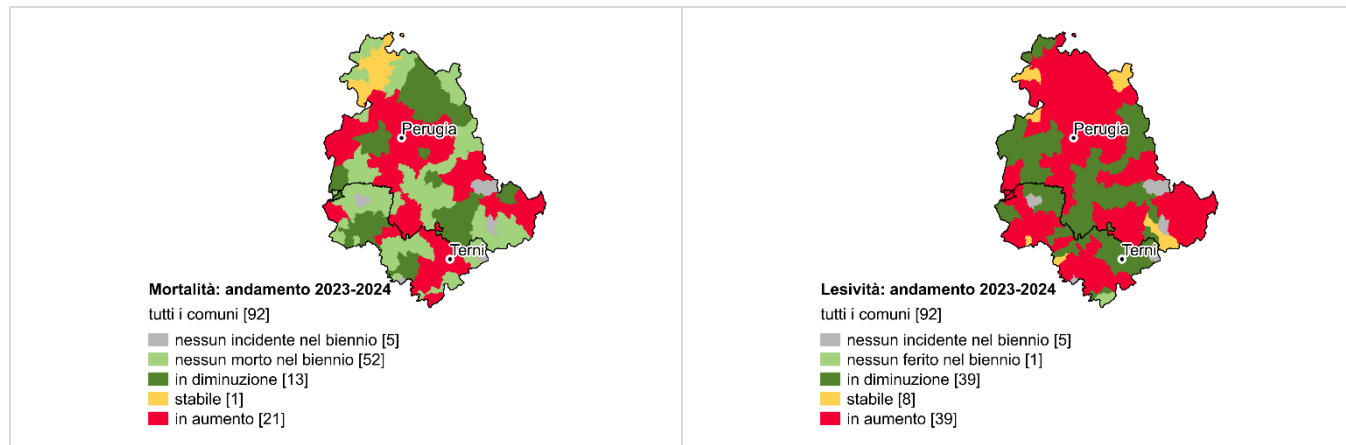 Perugia
Terni
Mortalità: andamento 2023-2024
tutti i comuni [92]
nessun incidente nel biennio [5]
nessun morto nel biennio [52]
in diminuzione [13]
stabile [1]
in aumento [21]
Perugia
Terni
Lesività: andamento 2023-2024
tutti i comuni [92]
nessun incidente nel biennio [5]
nessun ferito nel biennio [1]
in diminuzione [39]
stabile [8]
in aumento [39]